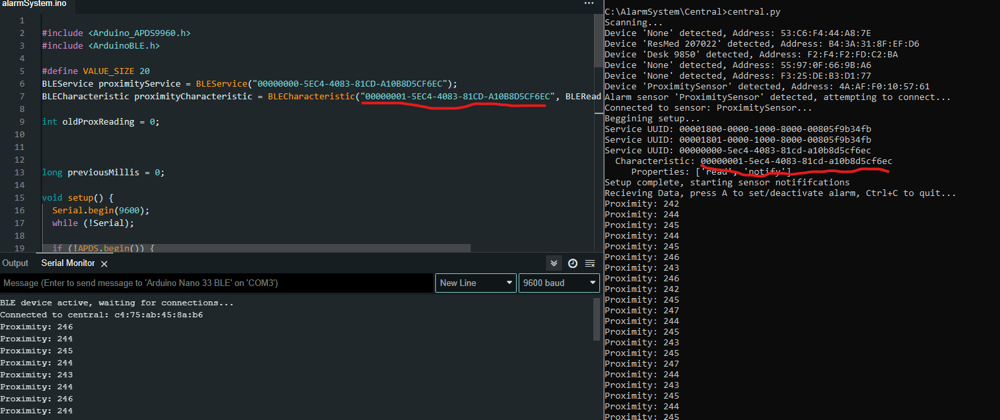 alarmSystem.ino
...
1
2 #include <Arduino_APDS9960.h>
3 #include <ArduinoBLE.h>
4
5 #define VALUE_SIZE 20
6 BLEService proximityService = BLEService("00000000-5EC4-4083-81CD-A10B8D5CF6EC");
7 BLECharacteristic proximityCharacteristic = BLECharacteristic("00000001-5EC4-4083-81CD-A10B8D5CF6EC", BLERead
8
9 int oldProxReading = 0;
10
11
12
13 long previousMillis = 0;
14
15 void setup() {
16 Serial.begin(9600);
17 while (!Serial);
18
19 if (!APDS.begin()) {
Output Serial Monitor ×
Message (Enter to send message to 'Arduino Nano 33 BLE' on 'COM3')
New Line
9600 baud
BLE device active, waiting for connections...
Connected to central: c4:75:ab:45:8a:b6
Proximity: 246
Proximity: 244
Proximity: 245
Proximity: 244
Proximity: 243
Proximity: 244
Proximity: 246
Proximity: 244
C:\AlarmSystem\Central>central.py
Scanning...
Device 'None' detected, Address: 53:C6:F4:44:A8:7E
Device 'ResMed 207022' detected, Address: B4:3A:31:8F:EF:D6
Device 'Desk 9850' detected, Address: F2:F4:F2:FD:C2:BA
Device 'None' detected, Address: 55:97:0F:66:9B:A6
Device 'None' detected, Address: F3:25:DE:B3:D1:77
Device 'ProximitySensor' detected, Address: 4A:AF:F0:10:57:61
Alarm sensor 'ProximitySensor' detected, attempting to connect...
Connected to sensor: ProximitySensor...
Beggining setup...
Service UUID: 00001800-0000-1000-8000-00805f9b34fb
Service UUID: 00001801-0000-1000-8000-00805f9b34fb
Service UUID: 00000000-5ec4-4083-81cd-a10b8d5cf6ec
Characteristic: 00000001-5ec4-4083-81cd-a10b8d5cf6ec
Properties: ['read', 'notify']
Setup complete, starting sensor notififcations
Recieving Data, press A to set/deactivate alarm, Ctrl+C to quit...
Proximity: 242
Proximity: 244
Proximity: 245
Proximity: 244
Proximity: 245
Proximity: 246
Proximity: 243
Proximity: 246
Proximity: 242
Proximity: 245
Proximity: 247
Proximity: 244
Proximity: 245
Proximity: 243
Proximity: 245
Proximity: 247
Proximity: 244
Proximity: 243
Proximity: 245
Proximity: 244
Proximity: 245